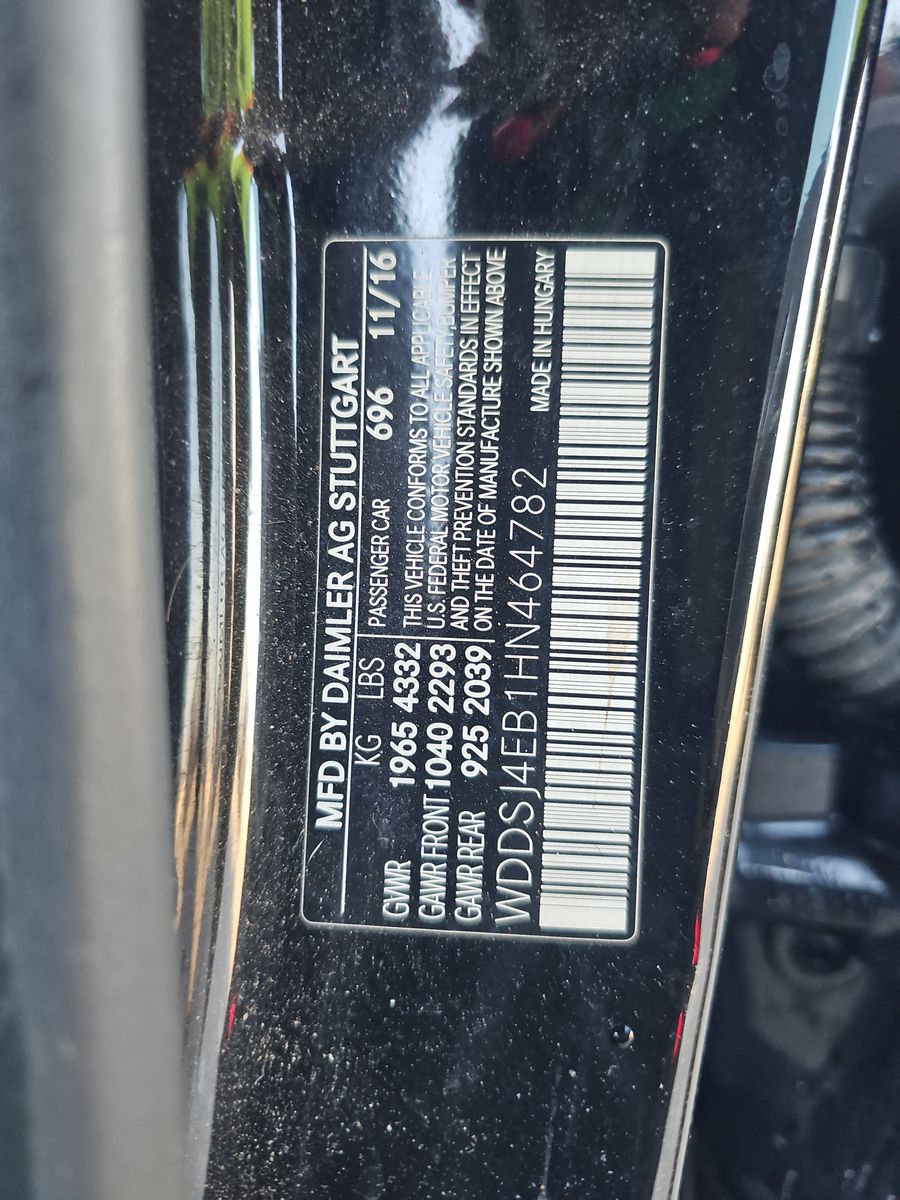 MFD BY DAIMLER AG STUTTGART
KG LBS PASSENGER CAR 696 11/16
GVWR 1965 4332 THIS VEHICLE CONFORMS TO ALL APPLICABLE
GAWR FRONT 1040 2293 U.S. FEDERAL MOTOR VEHICLE SAFETY, BUMPER,
GAWR REAR 925 2039 AND THEFT PREVENTION STANDARDS IN EFFECT
ON THE DATE OF MANUFACTURE SHOWN ABOVE
WDDSJ4EB1HN464782 MADE IN HUNGARY